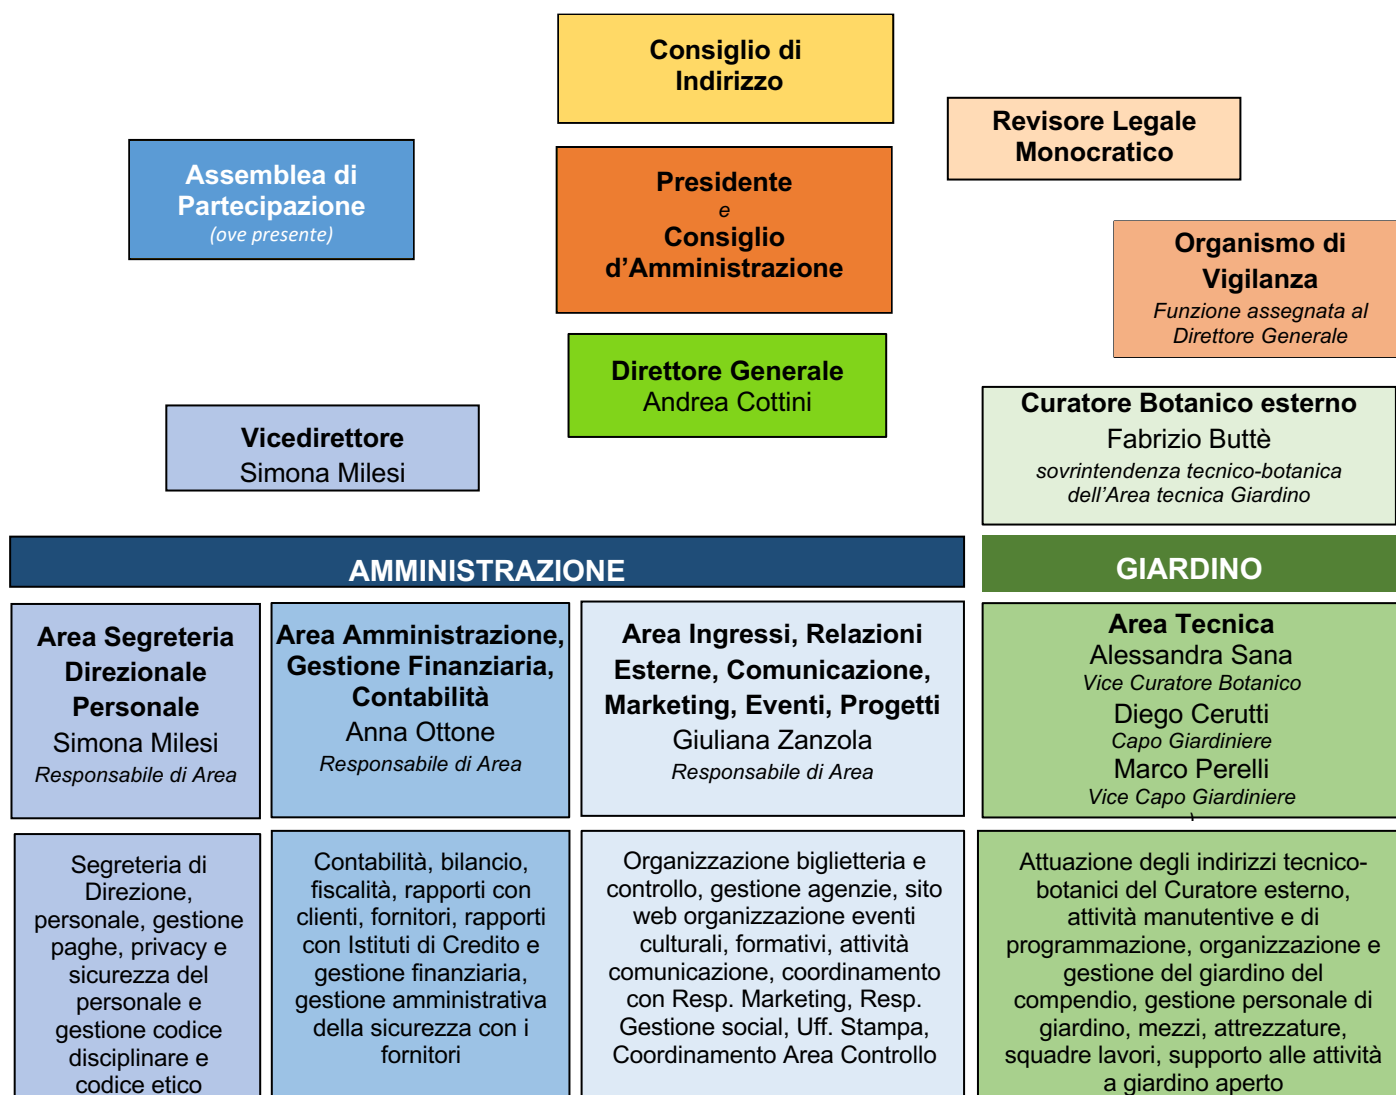 Consiglio di
Indirizzo
Revisore Legale
Monocratico
Assemblea di
Partecipazione
(ove presente)
Presidente
e
Consiglio
d’Amministrazione
Organismo di
Vigilanza
Funzione assegnata al
Direttore Generale
Direttore Generale
Andrea Cottini
Vicedirettore
Simona Milesi
Curatore Botanico esterno
Fabrizio Buttè
sovrintendenza tecnico-botanica
dell’Area tecnica Giardino
AMMINISTRAZIONE
GIARDINO
Area Segreteria
Direzionale
Personale
Simona Milesi
Responsabile di Area
Area Amministrazione,
Gestione Finanziaria,
Contabilità
Anna Ottone
Responsabile di Area
Area Ingressi, Relazioni
Esterne, Comunicazione,
Marketing, Eventi, Progetti
Giuliana Zanzola
Responsabile di Area
Area Tecnica
Alessandra Sana
Vice Curatore Botanico
Diego Cerutti
Capo Giardiniere
Marco Perelli
Vice Capo Giardiniere
Segreteria di
Direzione,
personale, gestione
paghe, privacy e
sicurezza del
personale e
gestione codice
disciplinare e
codice etico
Contabilità, bilancio,
fiscalità, rapporti con
clienti, fornitori, rapporti
con Istituti di Credito e
gestione finanziaria,
gestione amministrativa
della sicurezza con i
fornitori
Organizzazione biglietteria e
controllo, gestione agenzie, sito
web organizzazione eventi
culturali, formativi, attività
comunicazione, coordinamento
con Resp. Marketing, Resp.
Gestione social, Uff. Stampa,
Coordinamento Area Controllo
Attuazione degli indirizzi tecnico-
botanici del Curatore esterno,
attività manutentive e di
programmazione, organizzazione e
gestione del giardino del
compendio, gestione personale di
giardino, mezzi, attrezzature,
squadre lavori, supporto alle attività
a giardino aperto